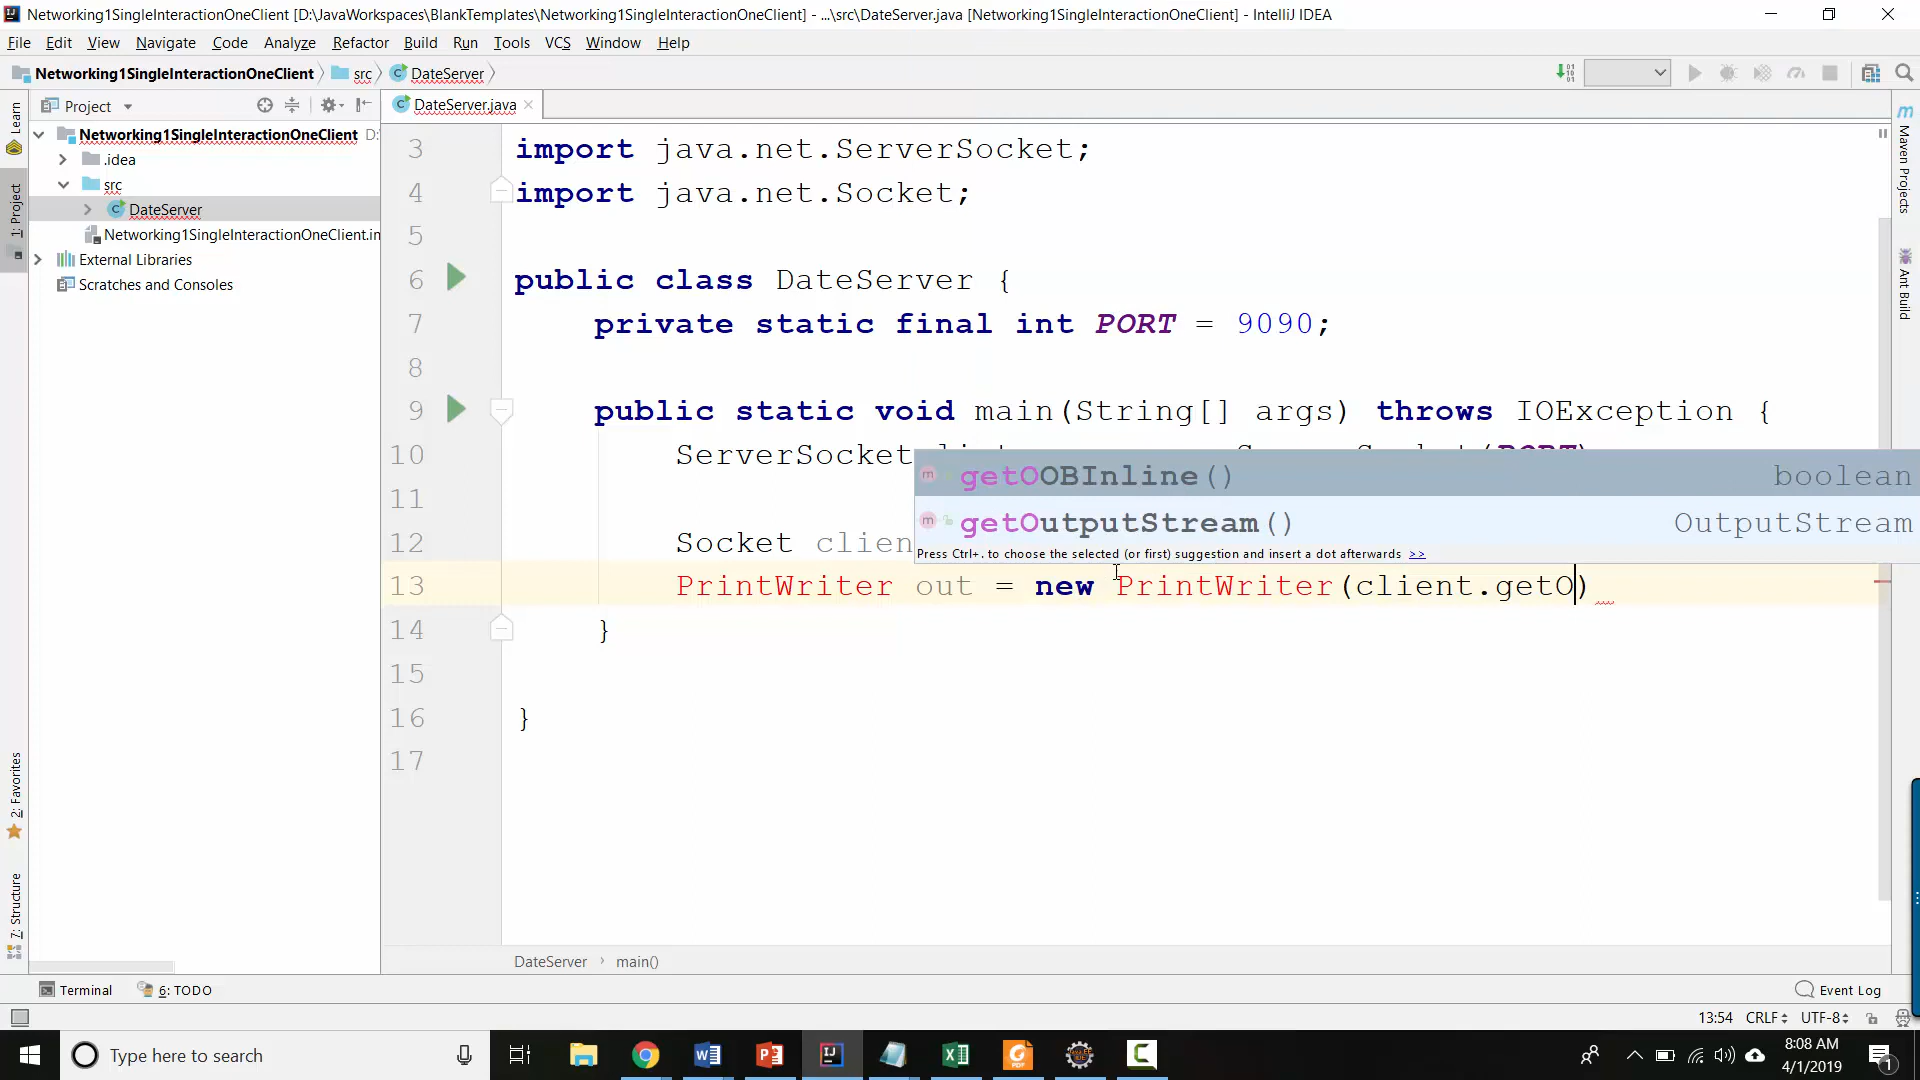 Networking1SingleInteractionOneClient [D:\JavaWorkspaces\BlankTemplates\Networking1SingleInteractionOneClient] - ...\src\DateServer.java [Networking1SingleInteractionOneClient] - IntelliJ IDEA
File Edit View Navigate Code Analyze Refactor Build Run Tools VCS Window Help
Networking1SingleInteractionOneClient src DateServer
Project
DateServer.java
Learn
1: Project
2: Favorites
7: Structure
Networking1SingleInteractionOneClient D:
.idea
src
DateServer
Networking1SingleInteractionOneClient.in
External Libraries
Scratches and Consoles
3 import java.net.ServerSocket;
4 import java.net.Socket;
5
6 public class DateServer {
7 private static final int PORT = 9090;
8
9 public static void main(String[] args) throws IOException {
10 ServerSocket
getOOBInline() boolean
11
getOutputStream() OutputStream
12 Socket clien
Press Ctrl+. to choose the selected (or first) suggestion and insert a dot afterwards >>
13 PrintWriter out = new PrintWriter(client.getO)
14 }
15
16 }
17
Maven Projects
Ant Build
DateServer › main()
Terminal 6: TODO Event Log
13:54 CRLF UTF-8
Type here to search
8:08 AM
4/1/2019
1